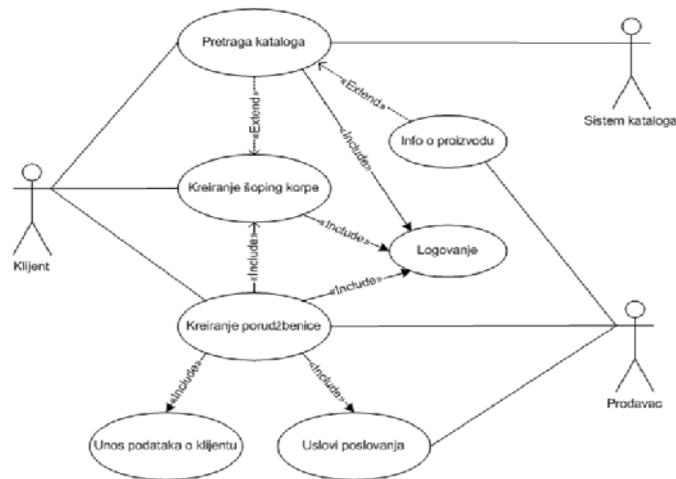 Pretraga kataloga
Sistem kataloga
«Extend»
«Extend»
Info o proizvodu
«Include»
Klijent
Kreiranje šoping korpe
«Include»
Logovanje
«Include»
«Include»
Kreiranje porudžbenice
Prodavac
«Include»
«Include»
Unos podataka o klijentu
Uslovi poslovanja